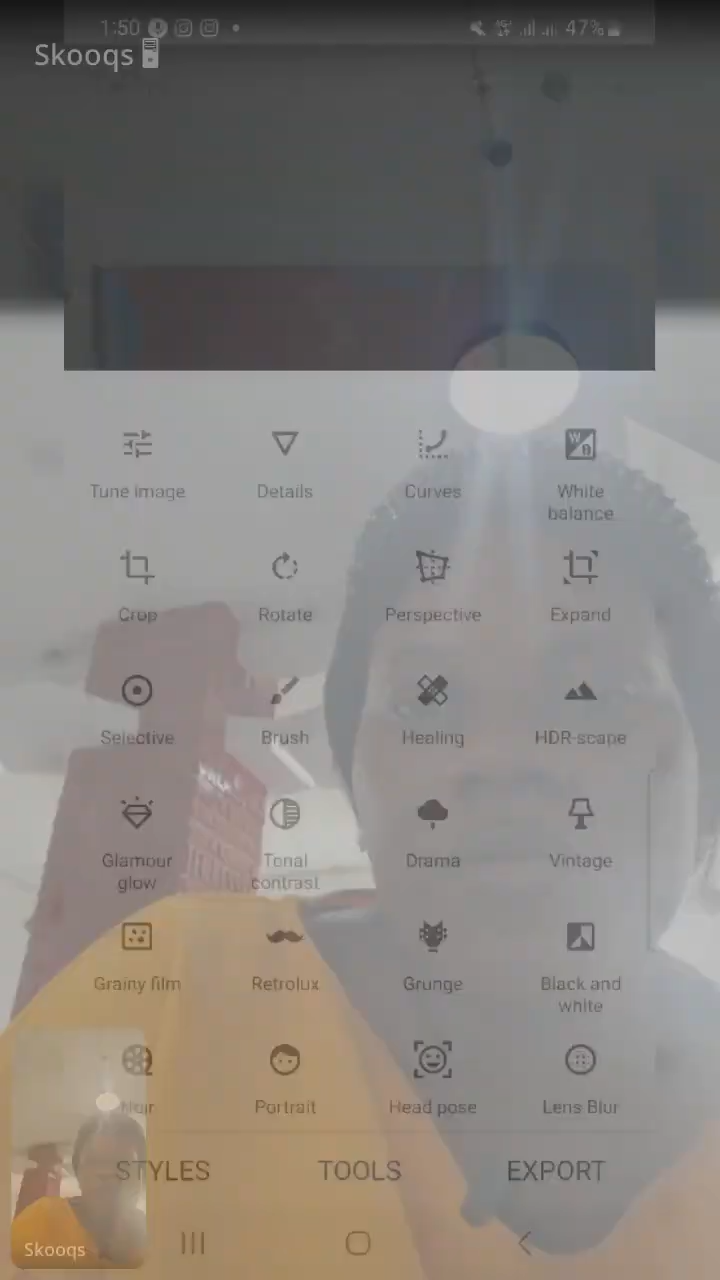 1:50
47%
Skooqs
Tune image
Details
Curves
White
balance
Crop
Rotate
Perspective
Expand
Selective
Brush
Healing
HDR-scape
Glamour
glow
Tonal
contrast
Drama
Vintage
Grainy film
Retrolux
Grunge
Black and
white
Noir
Portrait
Head pose
Lens Blur
STYLES
TOOLS
EXPORT
Skooqs